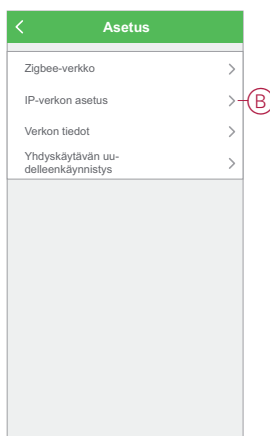 Asetus
Zigbee-verkko
IP-verkon asetus
B
Verkon tiedot
Yhdyskäytävän uu-
delleenkäynnistys